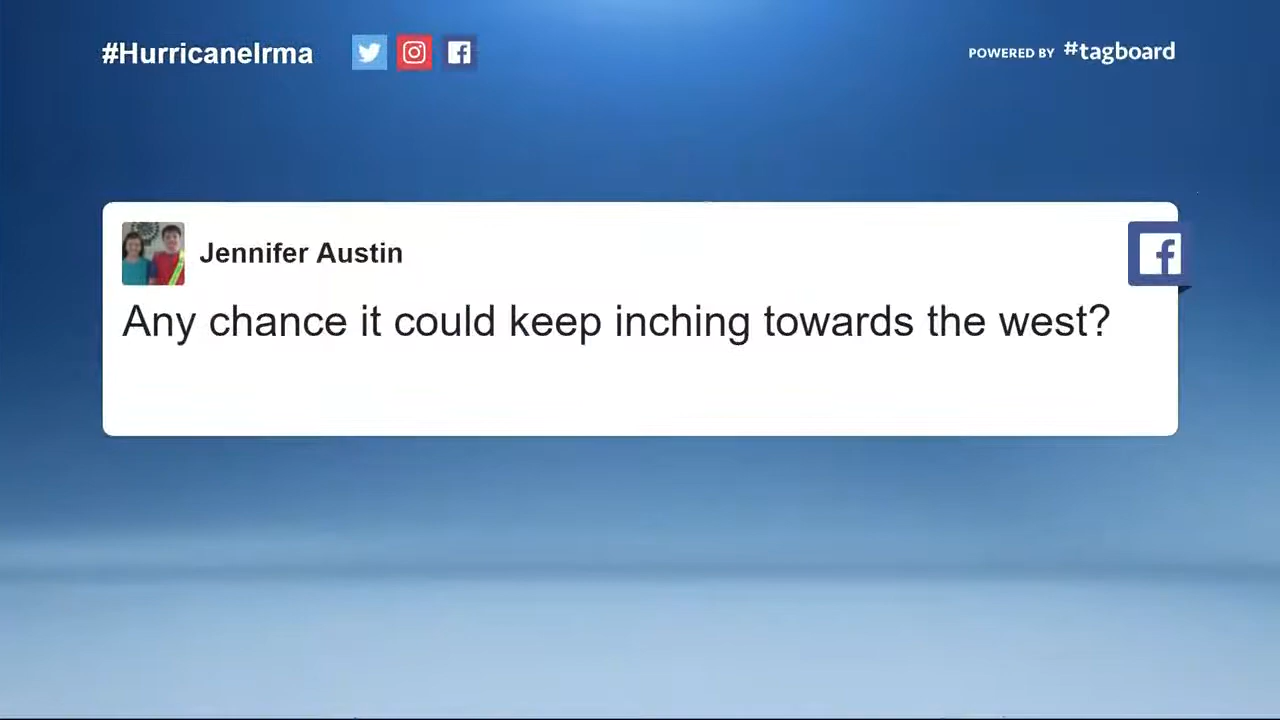 #HurricaneIrma
POWERED BY #tagboard
Jennifer Austin
Any chance it could keep inching towards the west?